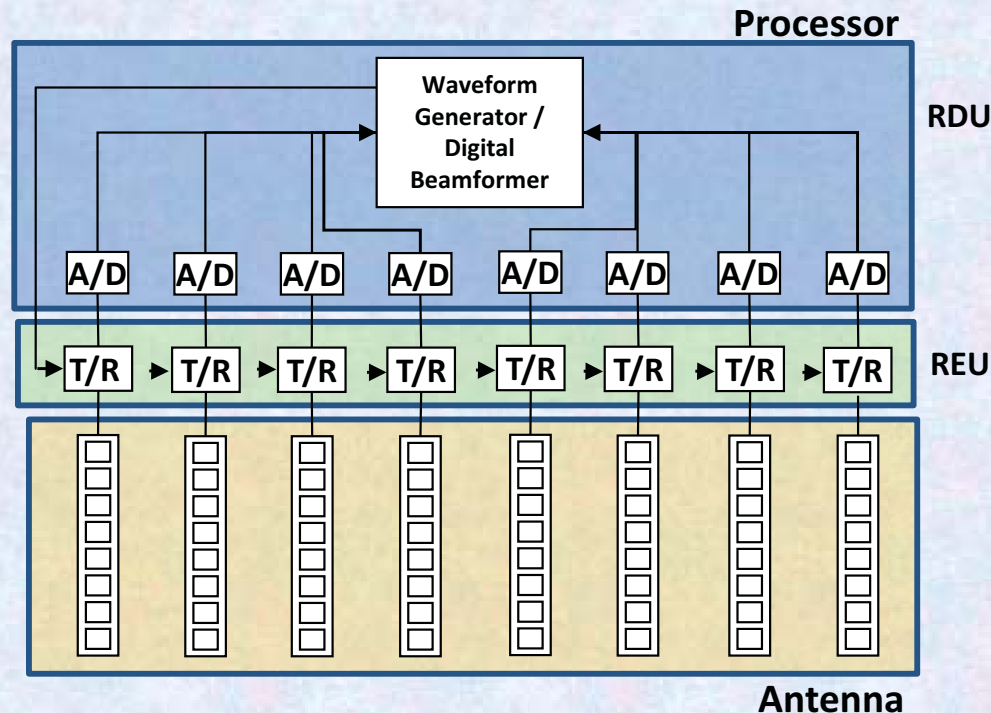 Processor
Waveform
Generator /
Digital
Beamformer
RDU
A/D A/D A/D A/D A/D A/D A/D A/D
T/R T/R T/R T/R T/R T/R T/R T/R
REU
Antenna